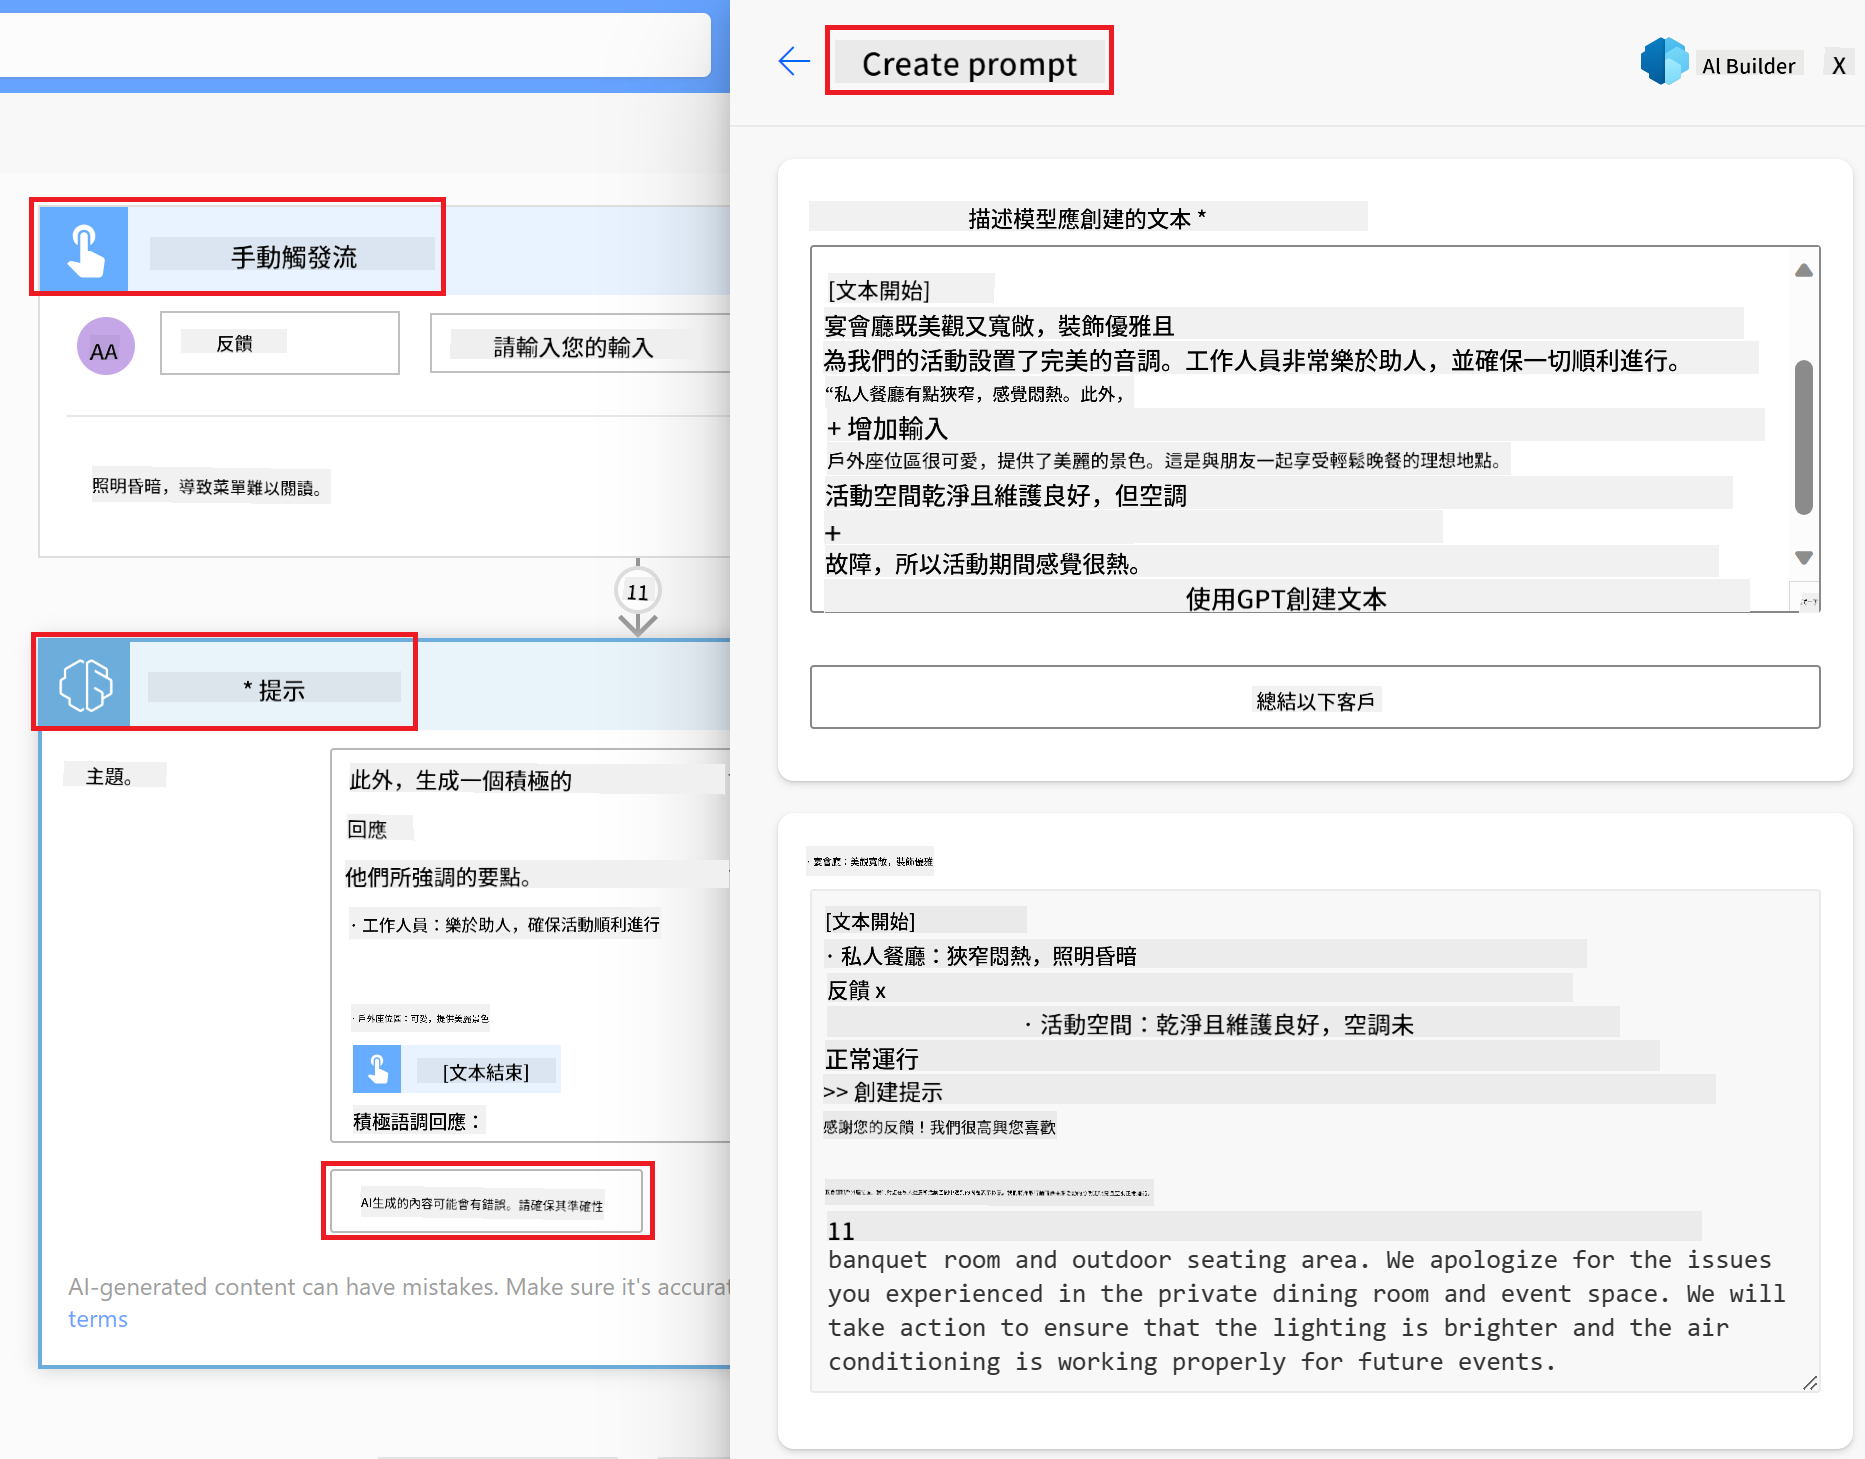 Create prompt
AI Builder
X
手動觸發流
AA
反饋
請輸入您的輸入
照明昏暗，導致菜單難以閱讀。
11
* 提示
主題。
此外，生成一個積極的
回應
他們所強調的要點。
· 工作人員：樂於助人，確保活動順利進行
· 戶外座位區：可愛，提供美麗景色
[文本結束]
積極語調回應：
AI生成的內容可能會有錯誤。請確保其準確性
AI-generated content can have mistakes. Make sure it's accurat
terms
描述模型應創建的文本 *
[文本開始]
宴會廳既美觀又寬敞，裝飾優雅且
為我們的活動設置了完美的音調。工作人員非常樂於助人，並確保一切順利進行。
“私人餐廳有點狹窄，感覺悶熱。此外，
+ 增加輸入
戶外座位區很可愛，提供了美麗的景色。這是與朋友一起享受輕鬆晚餐的理想地點。
活動空間乾淨且維護良好，但空調
+
故障，所以活動期間感覺很熱。
使用GPT創建文本
總結以下客戶
· 宴會廳：美觀寬敞，裝飾優雅
[文本開始]
· 私人餐廳：狹窄悶熱，照明昏暗
反饋 x
· 活動空間：乾淨且維護良好，空調未
正常運行
>> 創建提示
感謝您的反饋！我們很高興您喜歡
11
banquet room and outdoor seating area. We apologize for the issues
you experienced in the private dining room and event space. We will
take action to ensure that the lighting is brighter and the air
conditioning is working properly for future events.